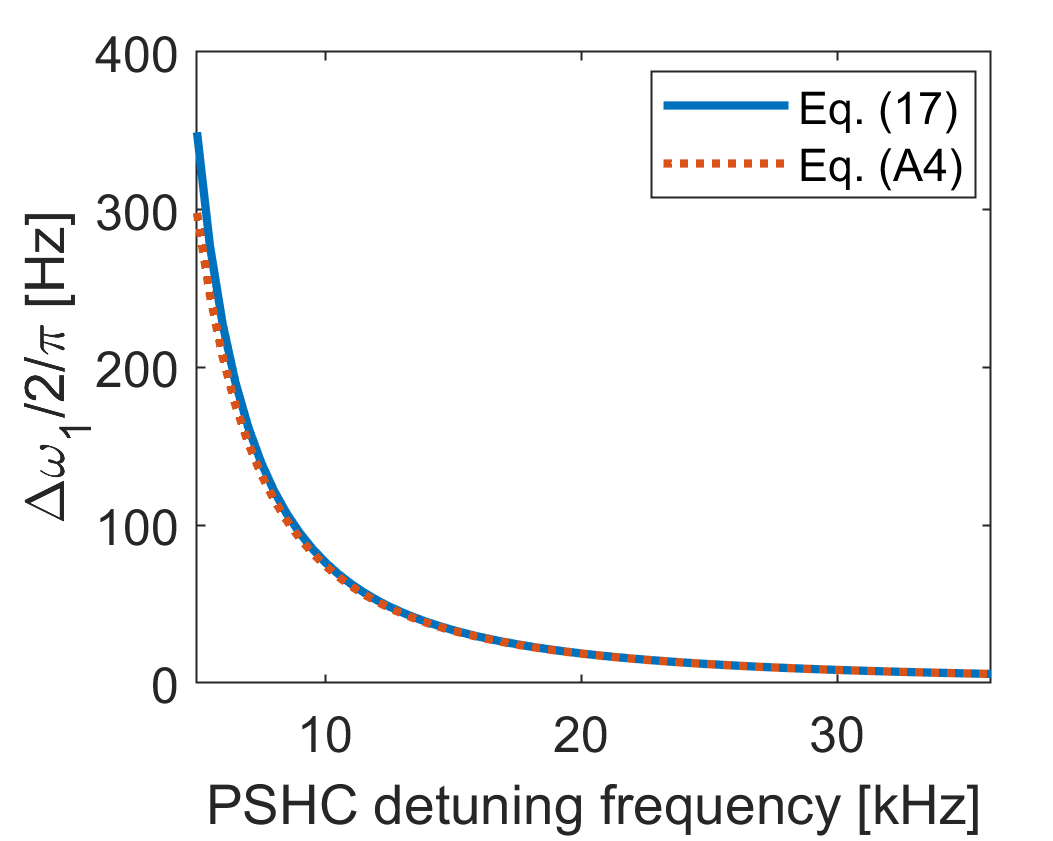 400
300
200
100
0
10 20 30
Δω1/2/π [Hz]
PSHC detuning frequency [kHz]
Eq. (17)
Eq. (A4)